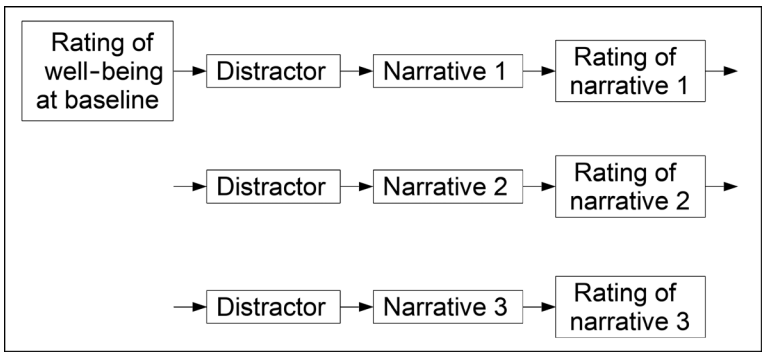 Rating of
well-being
at baseline
Distractor
Narrative 1
Rating of
narrative 1
Distractor
Narrative 2
Rating of
narrative 2
Distractor
Narrative 3
Rating of
narrative 3